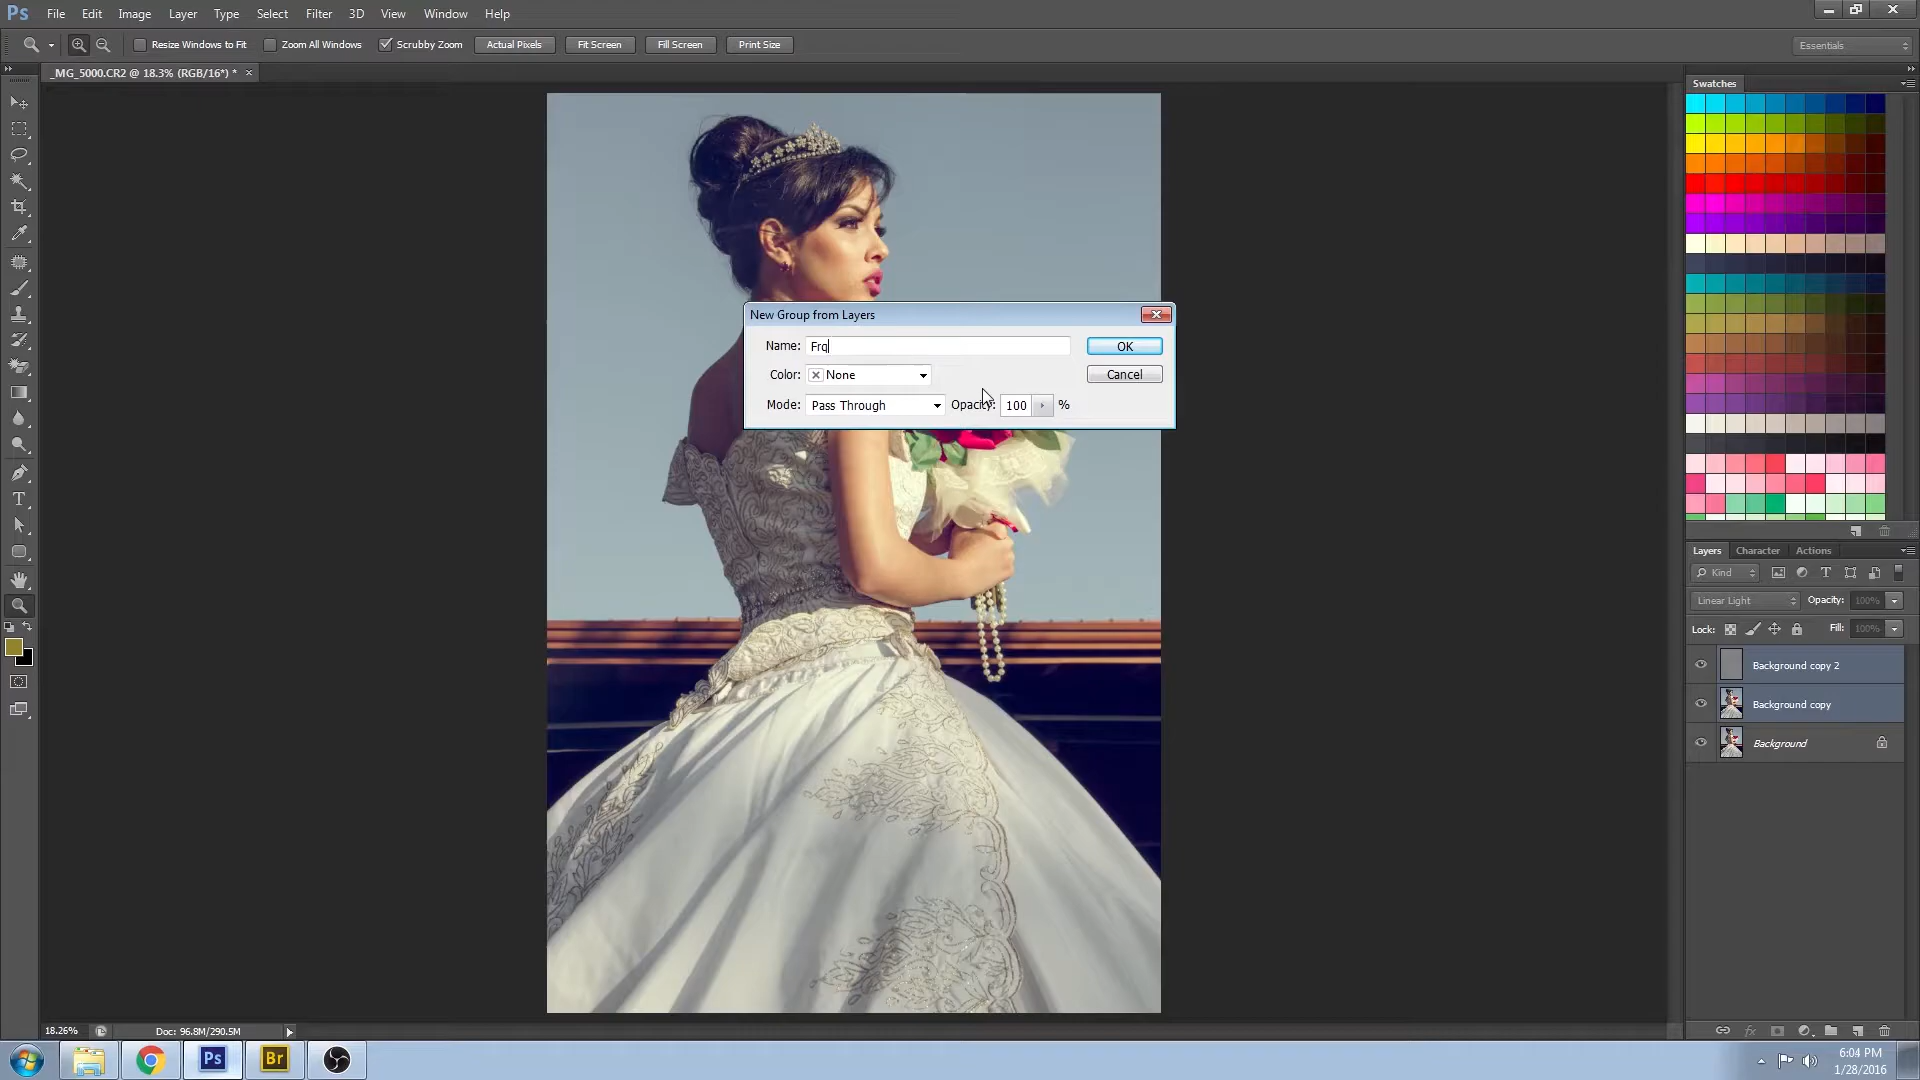 Ps File Edit Image Layer Type Select Filter 3D View Window Help
Resize Windows to Fit Zoom All Windows Scrubby Zoom Actual Pixels Fit Screen Fill Screen Print Size Essentials
_MG_5000.CR2 @ 18.3% (RGB/16*) *
Swatches
New Group from Layers
Name: Frq OK
Color: None Cancel
Mode: Pass Through Opacity: 100 %
Layers Character Actions
Kind
Linear Light Opacity: 100%
Lock: Fill: 100%
Background copy 2
Background copy
Background
18.26% Doc: 96.8M/290.5M
Ps Br 6:04 PM
1/28/2016